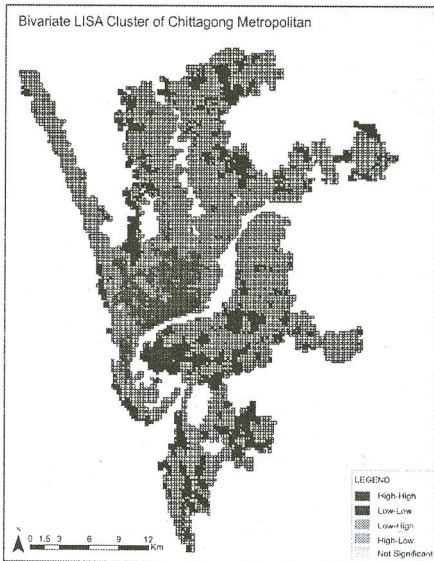 Bivariate LISA Cluster of Chittagong Metropolitan
LEGEND
High-High
Low-Low
Low-High
High-Low
Not Significant
N
0 1.5 3 6 9 12
Km